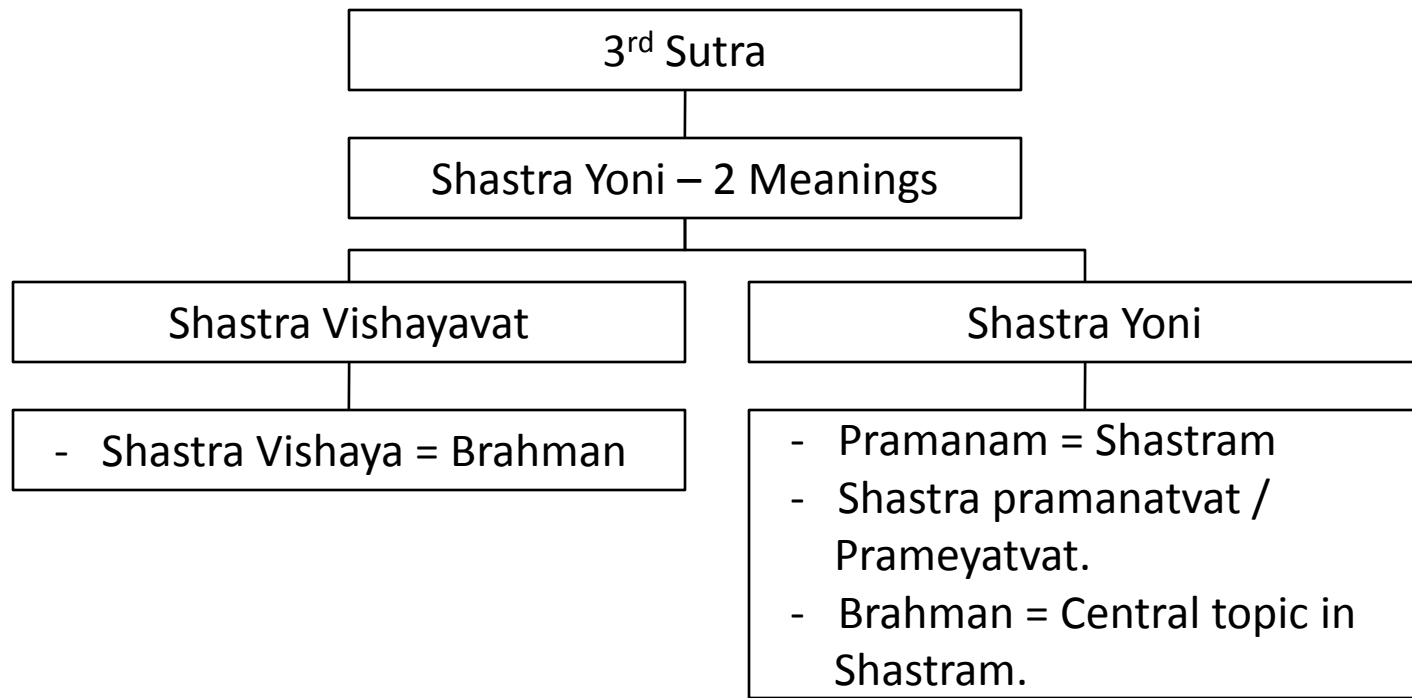 3rd Sutra
Shastra Yoni – 2 Meanings
Shastra Vishayavat
Shastra Yoni
- Shastra Vishaya = Brahman
- Pramanam = Shastram
- Shastra pramanatvat /
Prameyatvat.
- Brahman = Central topic in
Shastram.